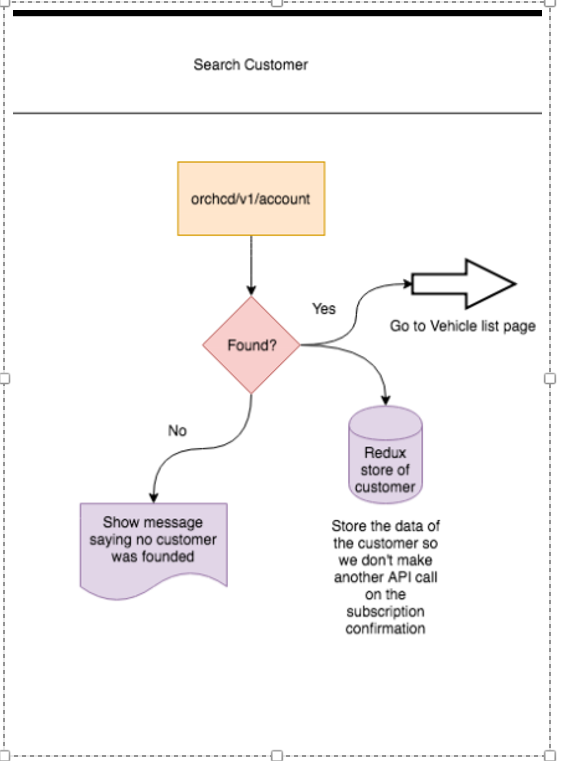 Search Customer
orchcd/v1/account
Yes
Go to Vehicle list page
Found?
No
Redux
store of
customer
Show message
saying no customer
was founded
Store the data of
the customer so
we don't make
another API call
on the
subscription
confirmation